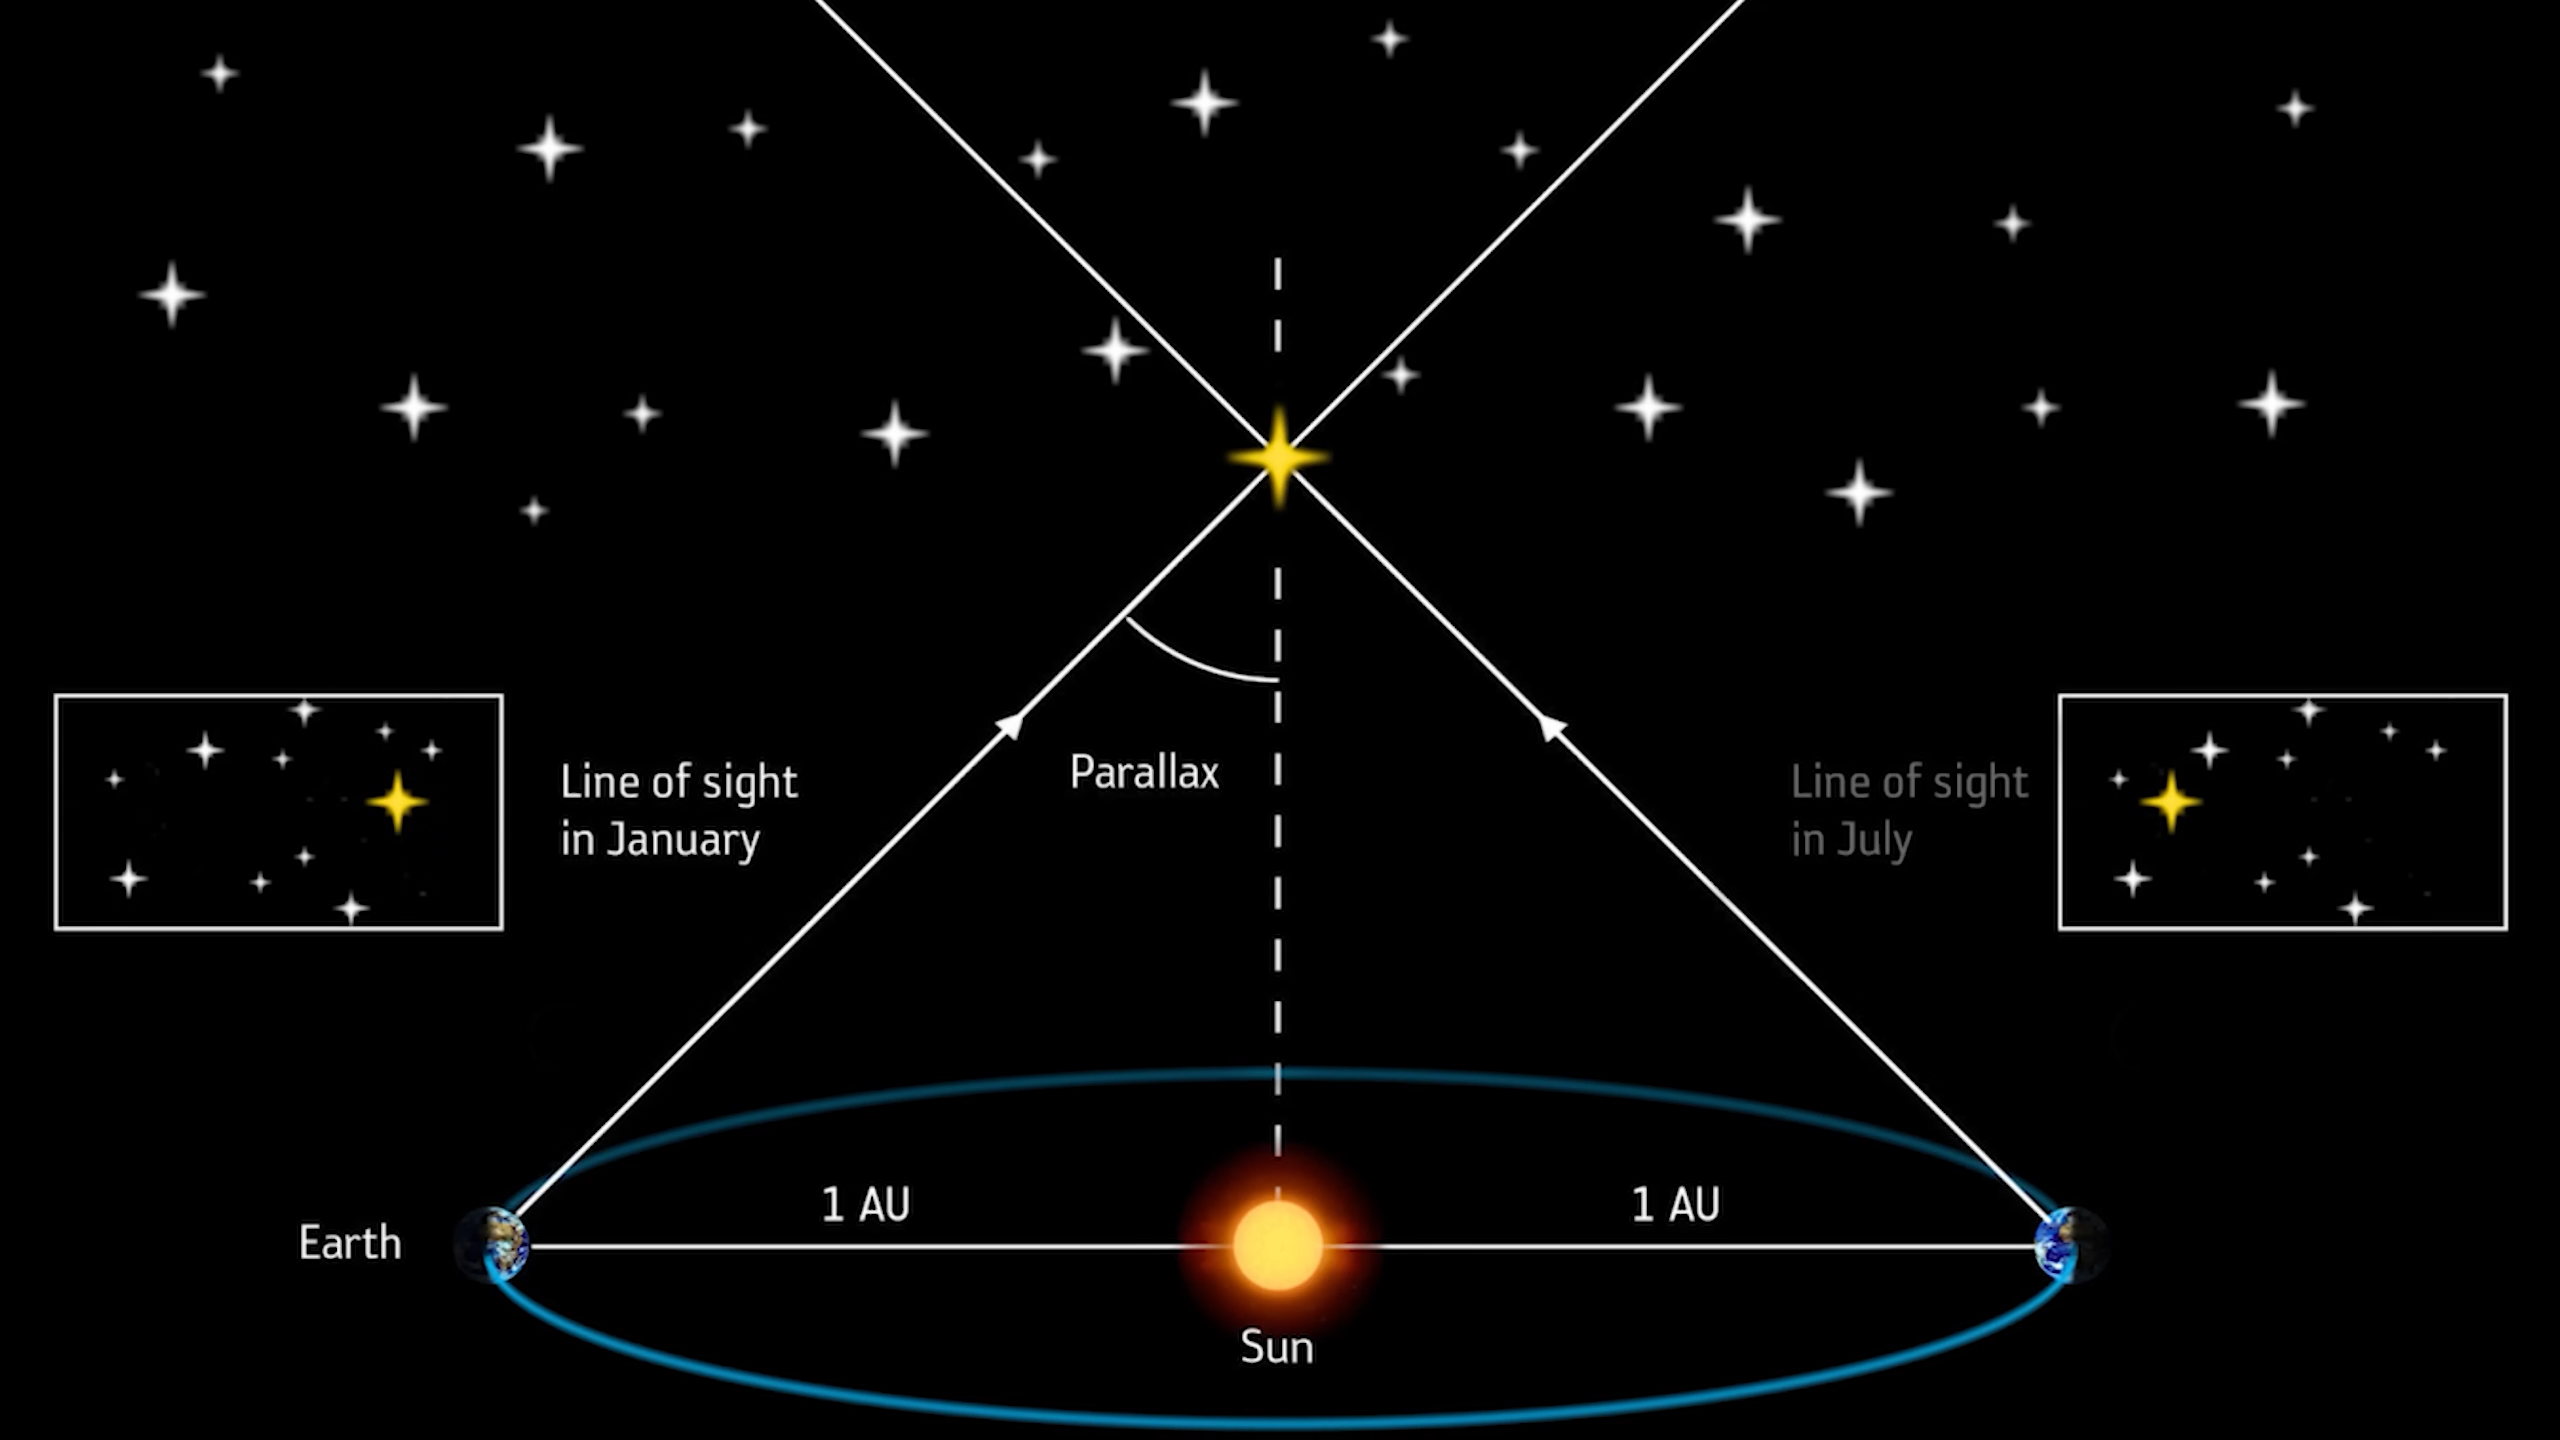 Line of sight
in January
Parallax
Line of sight
in July
1 AU
1 AU
Earth
Sun